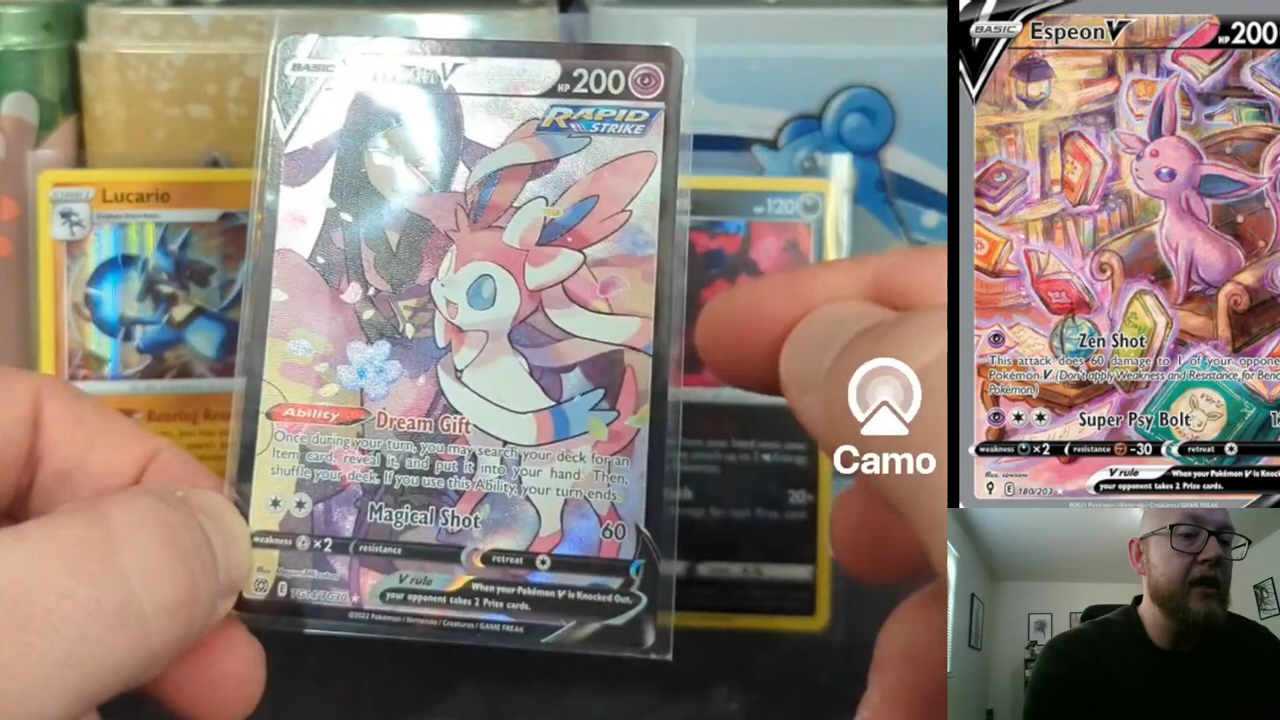 BASIC
V
HP 200
RAPID
STRIKE
Lucario
HP 120
Ability
Dream Gift
Once during your turn, you may search your deck for an
Item card, reveal it, and put it into your hand. Then,
shuffle your deck. If you use this Ability, your turn ends.
Magical Shot
60
weakness ×2 resistance
retreat
V rule
When your Pokémon V is Knocked Out,
your opponent takes 2 Prize cards.
E TG14/TG30
©2022 Pokémon / Nintendo / Creatures / GAME FREAK
20+
Camo
BASIC
Espeon V
HP 200
Zen Shot
This attack does 60 damage to 1 of your
Pokémon V (Don't apply Weakness and Resistance for
Pokémon.)
Super Psy Bolt
weakness ×2 resistance -30 retreat
V rule
When your Pokémon V is
your opponent takes 2 Prize cards.
E 180/203